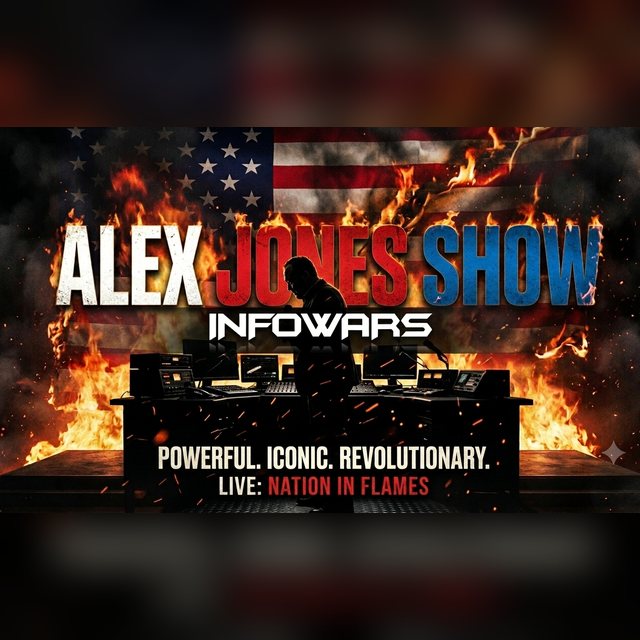 ALEX JONES SHOW
INFOWARS
POWERFUL. ICONIC. REVOLUTIONARY.
LIVE: NATION IN FLAMES